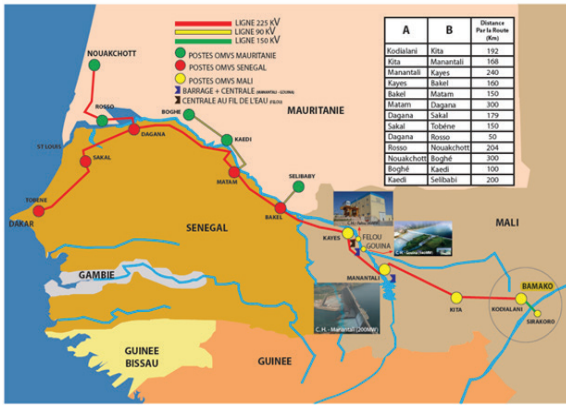 LIGNE 225 KV
LIGNE 90 KV
LIGNE 150 KV
POSTES OMVS MAURITANIE
POSTES OMVS SENEGAL
POSTES OMVS MALI
BARRAGE + CENTRALE
CENTRALE AU FIL DE L'EAU
A B Distance
Par la Route
(Km)
Kodialani Kita 192
Kita Manantali 168
Manantali Kayes 240
Kayes Bakel 160
Bakel Matam 150
Matam Dagana 300
Dagana Sakal 179
Sakal Tobéne 150
Dagana Rosso 50
Rosso Nouakchott 204
Nouakchott Boghé 300
Boghé Kaedi 100
Kaedi Selibabi 200
NOUAKCHOTT
ROSSO
BOGHE
MAURITANIE
DAGANA
KAEDI
ST LOUIS
SAKAL
MATAM
SELIBABY
TOBENE
DAKAR
BAKEL
SENEGAL
KAYES
FELOU
GOUINA
MALI
GAMBIE
MANANTALI
BAMAKO
KODIALANI
SIRAKORO
KITA
C.H. - Manantali (200MW)
GUINEE
BISSAU
GUINEE